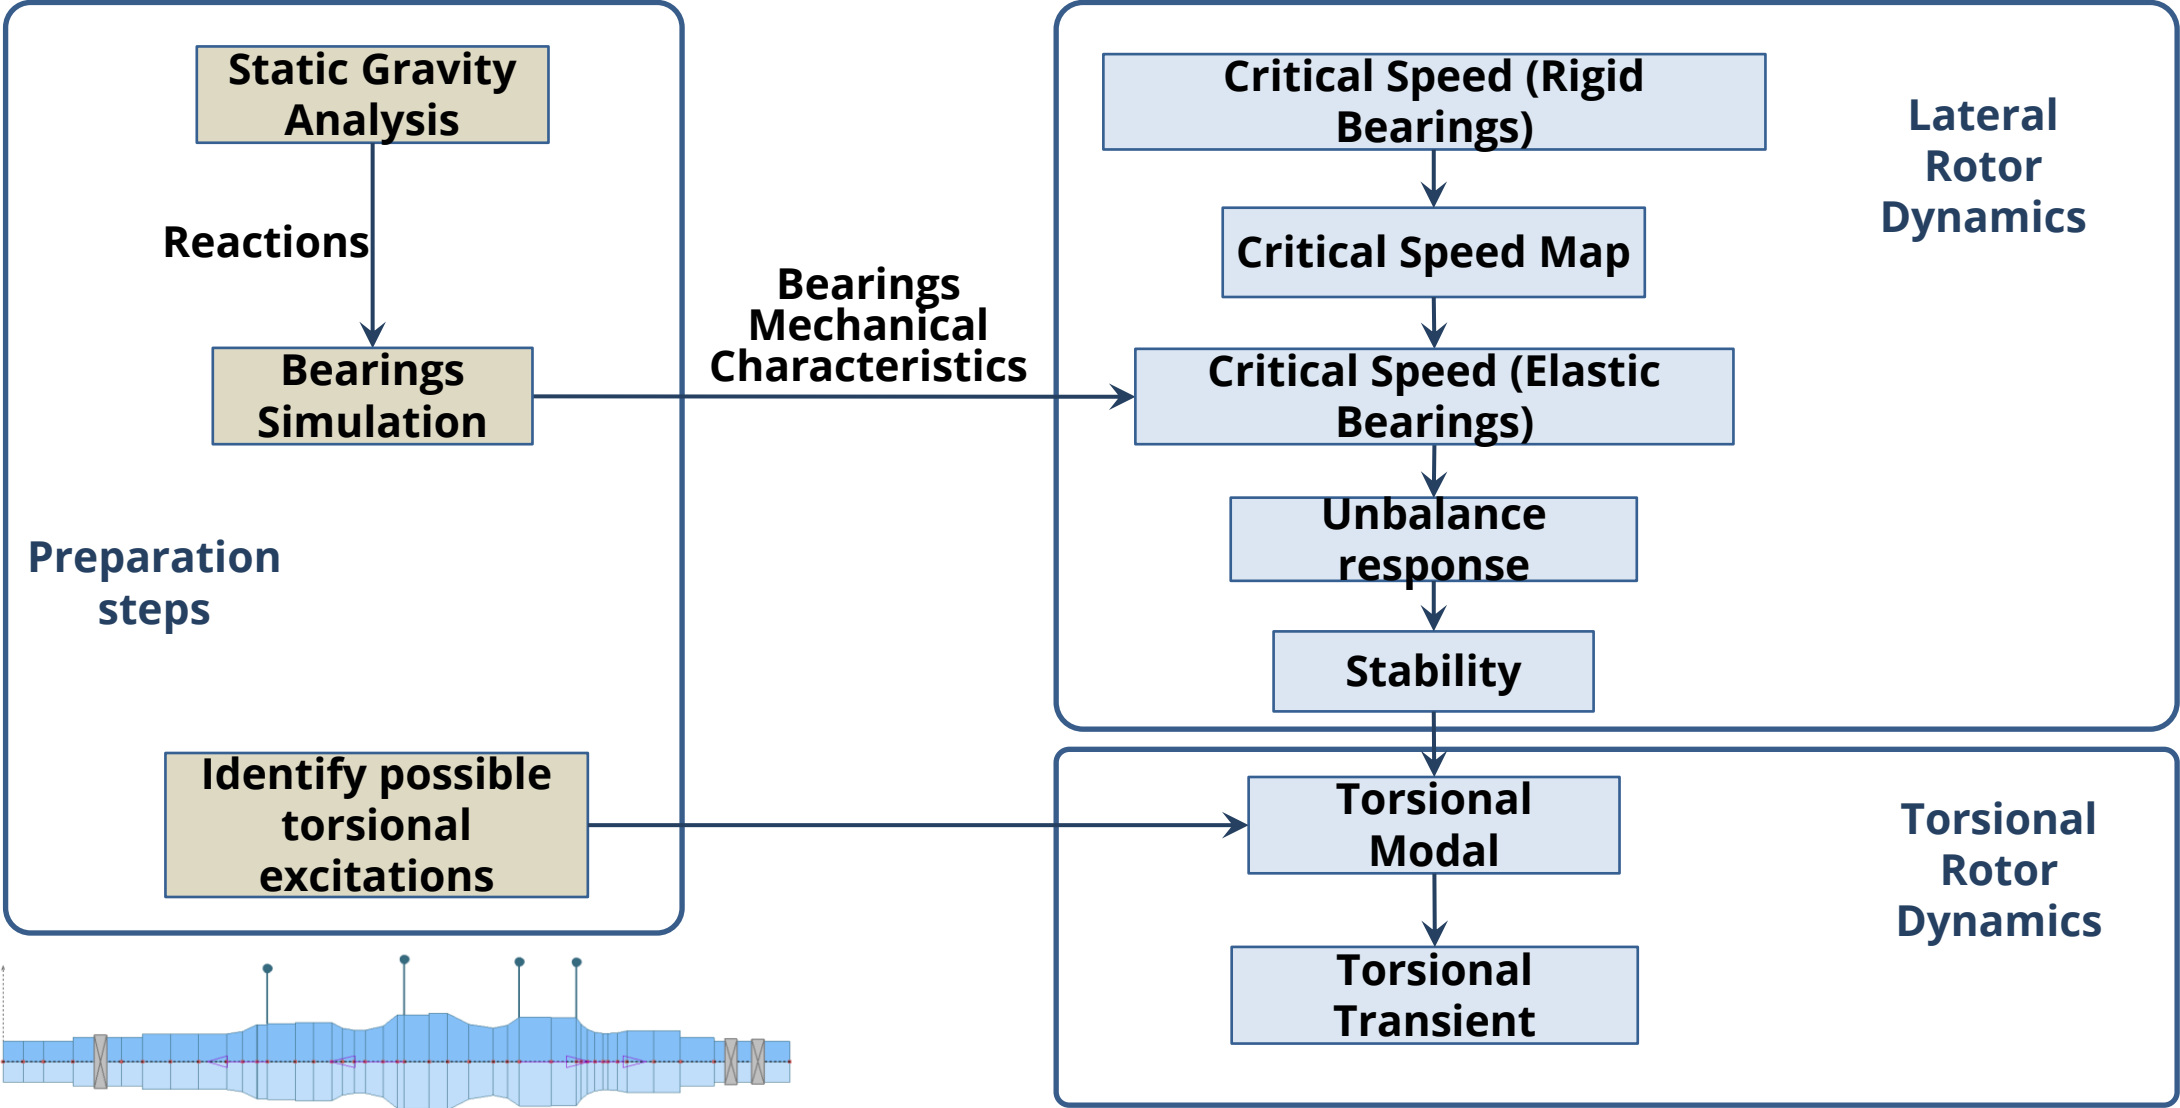 Static Gravity
Analysis
Reactions
Bearings
Simulation
Preparation
steps
Identify possible
torsional
excitations
Bearings
Mechanical
Characteristics
Critical Speed (Rigid
Bearings)
Critical Speed Map
Critical Speed (Elastic
Bearings)
Unbalance
response
Stability
Lateral
Rotor
Dynamics
Torsional
Modal
Torsional
Transient
Torsional
Rotor
Dynamics